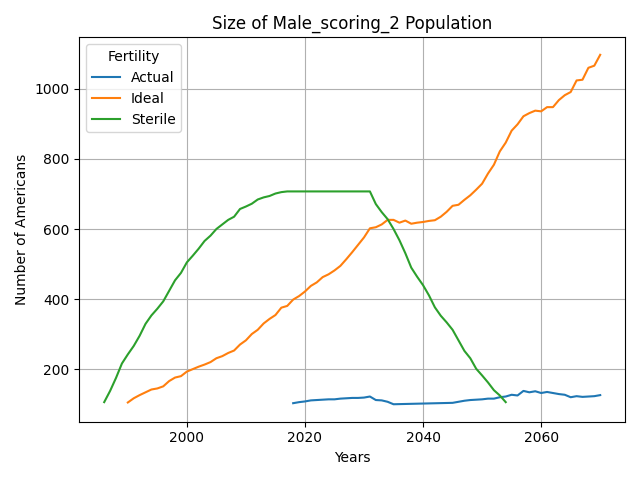 Size of Male_scoring_2 Population
Fertility
Actual
Ideal
Sterile
1000
800
600
400
200
Number of Americans
2000
2020
2040
2060
Years